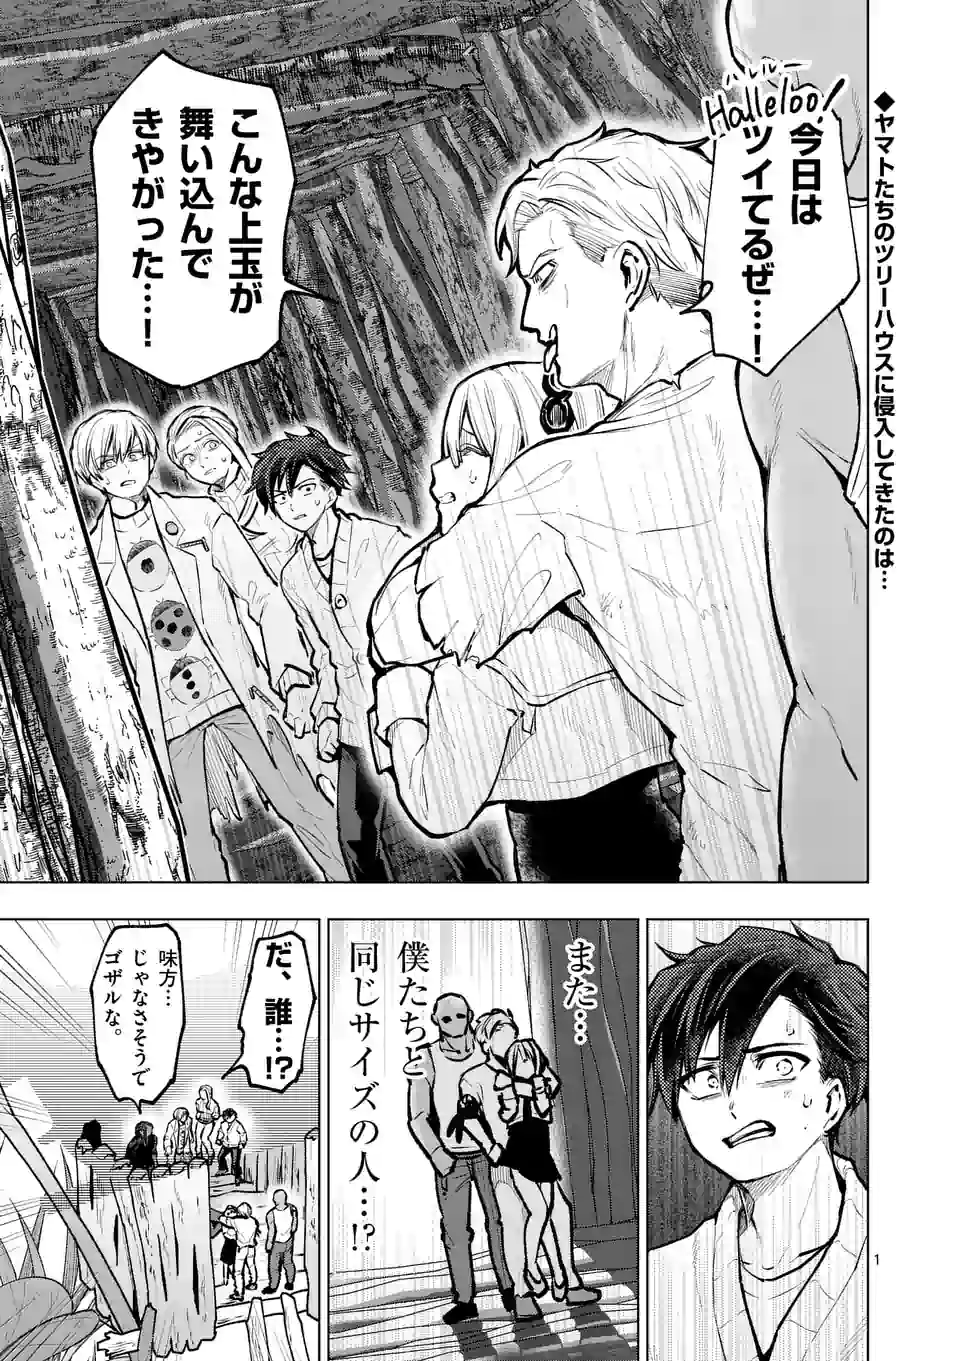 ◆ヤマトたちのツリーハウスに侵入してきたのは…
ハレルー
Halleloo!
今日は
ツイてるぜ…!
こんな上玉が
舞い込んで
きやがった…!
また…
僕たちと
同じサイズの人…!?
だ、誰…!?
味方…
じゃなさそうで
ゴザルな。
1